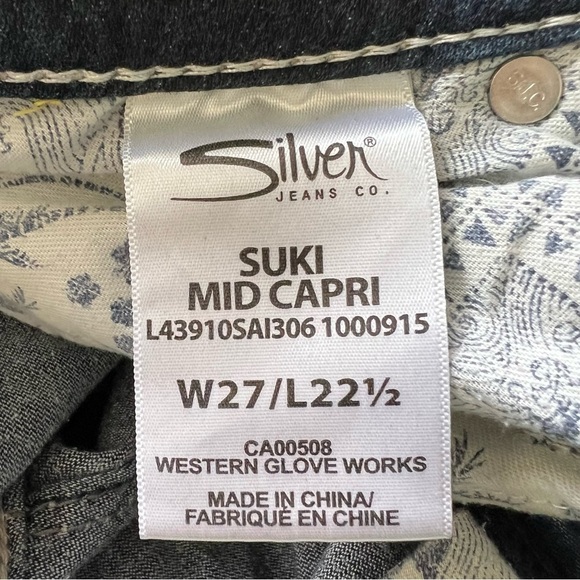 S.J.C.
Silver®
JEANS CO.
SUKI
MID CAPRI
L43910SAI306 1000915
W27/L22½
CA00508
WESTERN GLOVE WORKS
MADE IN CHINA/
FABRIQUÉ EN CHINE